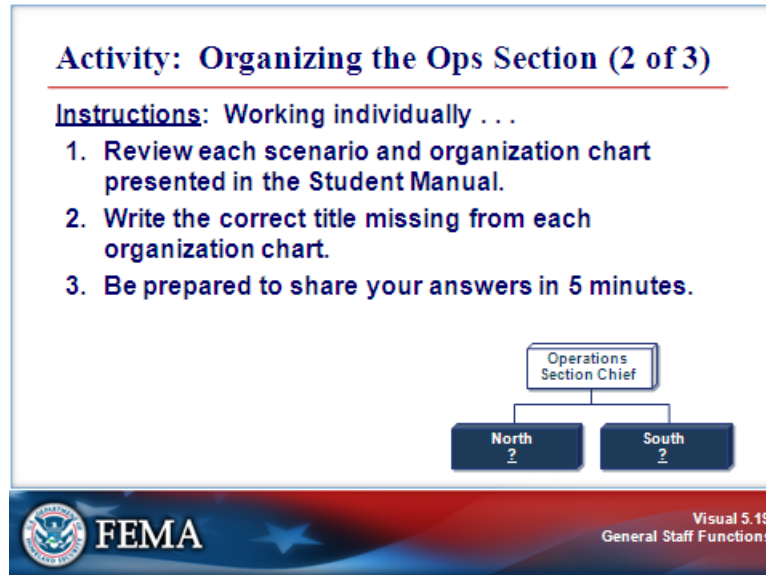 Activity: Organizing the Ops Section (2 of 3)
Instructions: Working individually . . .
1. Review each scenario and organization chart
presented in the Student Manual.
2. Write the correct title missing from each
organization chart.
3. Be prepared to share your answers in 5 minutes.
Operations
Section Chief
North
?
South
?
FEMA
Visual 5.19
General Staff Functions